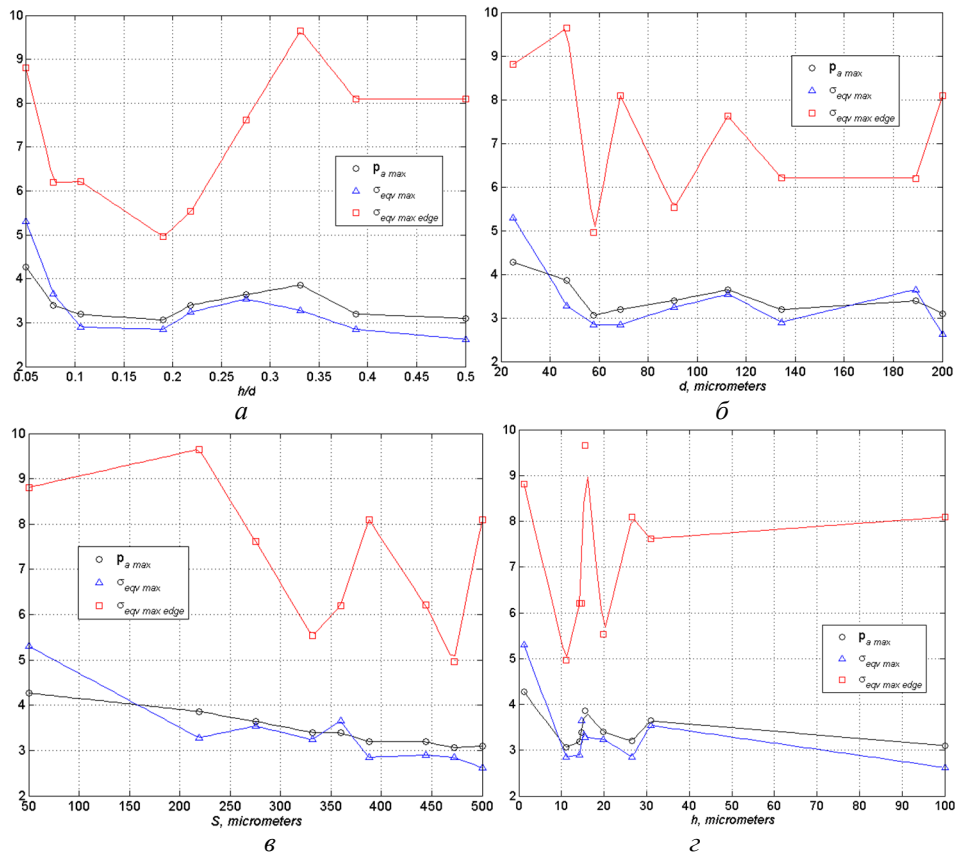 10
9
8
7
6
5
4
3
2
p a max
σ eqv max
σ eqv max edge
0.05 0.1 0.15 0.2 0.25 0.3 0.35 0.4 0.45 0.5
h/d
а
10
9
8
7
6
5
4
3
2
p a max
σ eqv max
σ eqv max edge
20 40 60 80 100 120 140 160 180 200
d, micrometers
б
10
9
8
7
6
5
4
3
2
p a max
σ eqv max
σ eqv max edge
50 100 150 200 250 300 350 400 450 500
S, micrometers
в
10
9
8
7
6
5
4
3
2
p a max
σ eqv max
σ eqv max edge
0 10 20 30 40 50 60 70 80 90 100
h, micrometers
г